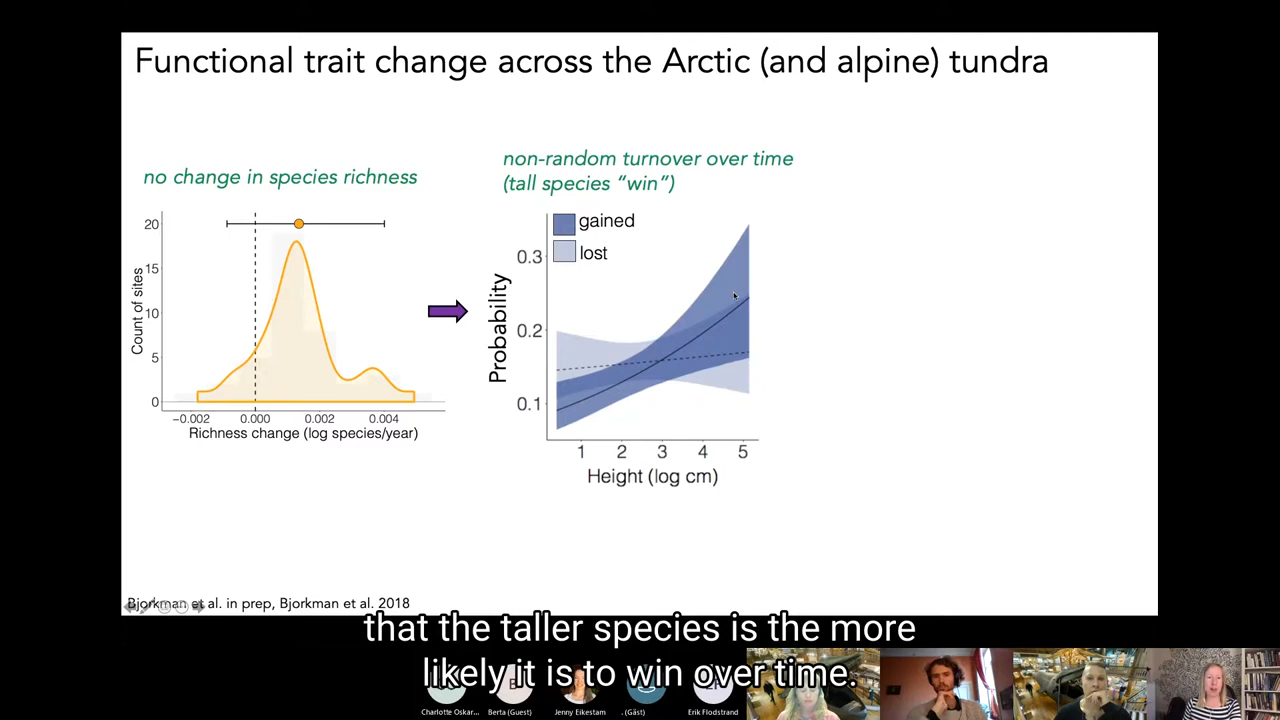 Functional trait change across the Arctic (and alpine) tundra
no change in species richness
20
15
10
5
0
Count of sites
−0.002
0.000
0.002
0.004
Richness change (log species/year)
non-random turnover over time
(tall species “win”)
gained
lost
0.3
0.2
0.1
Probability
1
2
3
4
5
Height (log cm)
Bjorkman et al. in prep, Bjorkman et al. 2018
that the taller species is the more
likely it is to win over time.
Charlotte Oskar...
Berta (Guest)
Jenny Eikestam
. (Gäst)
Erik Flodstrand